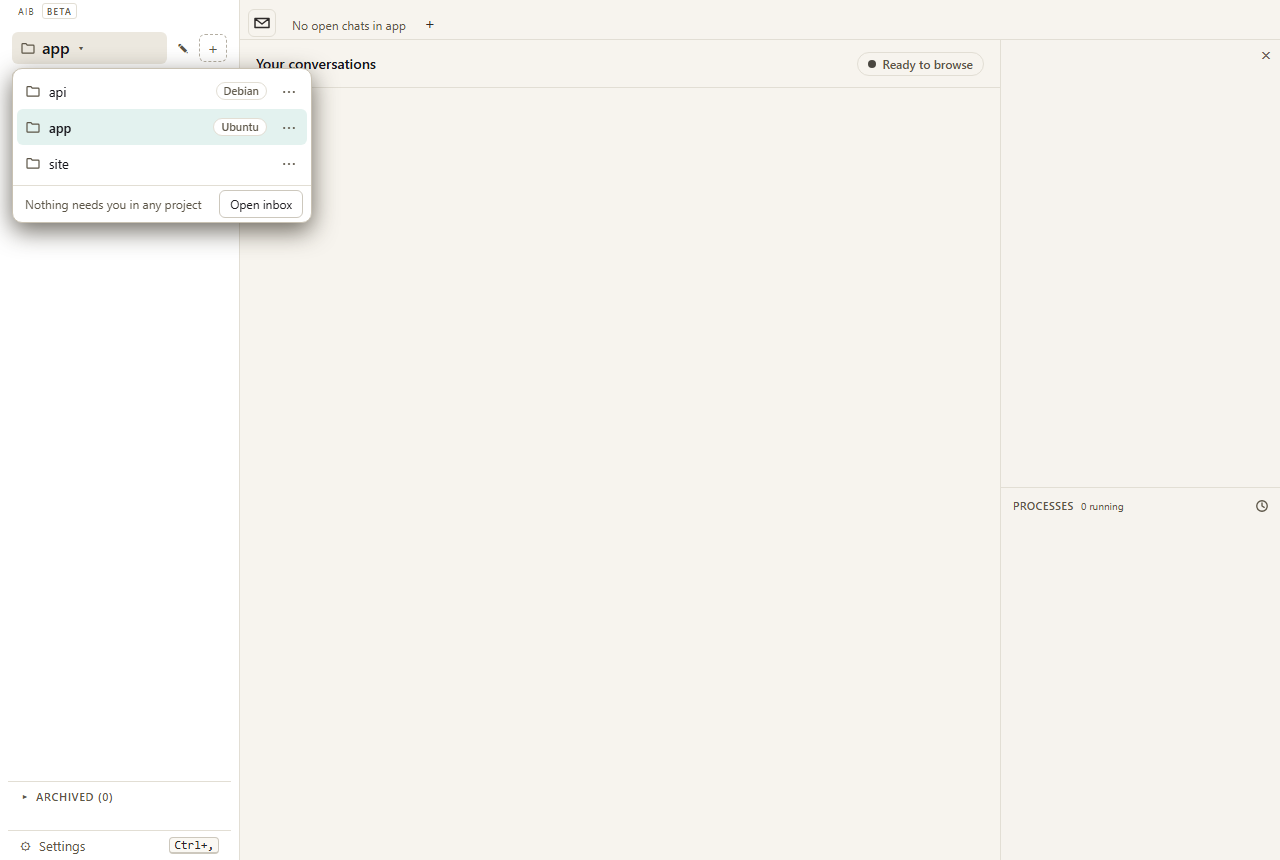 AIB BETA
app
No open chats in app +
Your conversations
Ready to browse
api Debian ...
app Ubuntu ...
site ...
Nothing needs you in any project Open inbox
PROCESSES 0 running
ARCHIVED (0)
Settings Ctrl+,